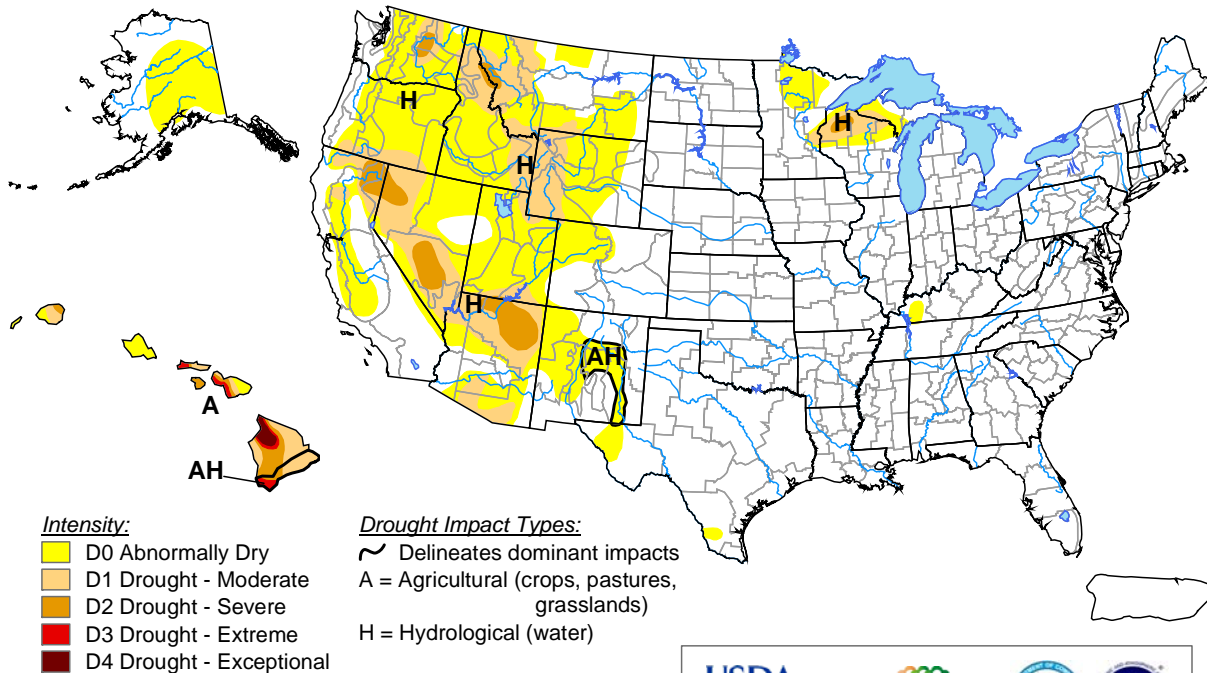 H
H
H
H
AH
A
AH
Intensity:
D0 Abnormally Dry
D1 Drought - Moderate
D2 Drought - Severe
D3 Drought - Extreme
D4 Drought - Exceptional
Drought Impact Types:
Delineates dominant impacts
A = Agricultural (crops, pastures,
grasslands)
H = Hydrological (water)
USDA